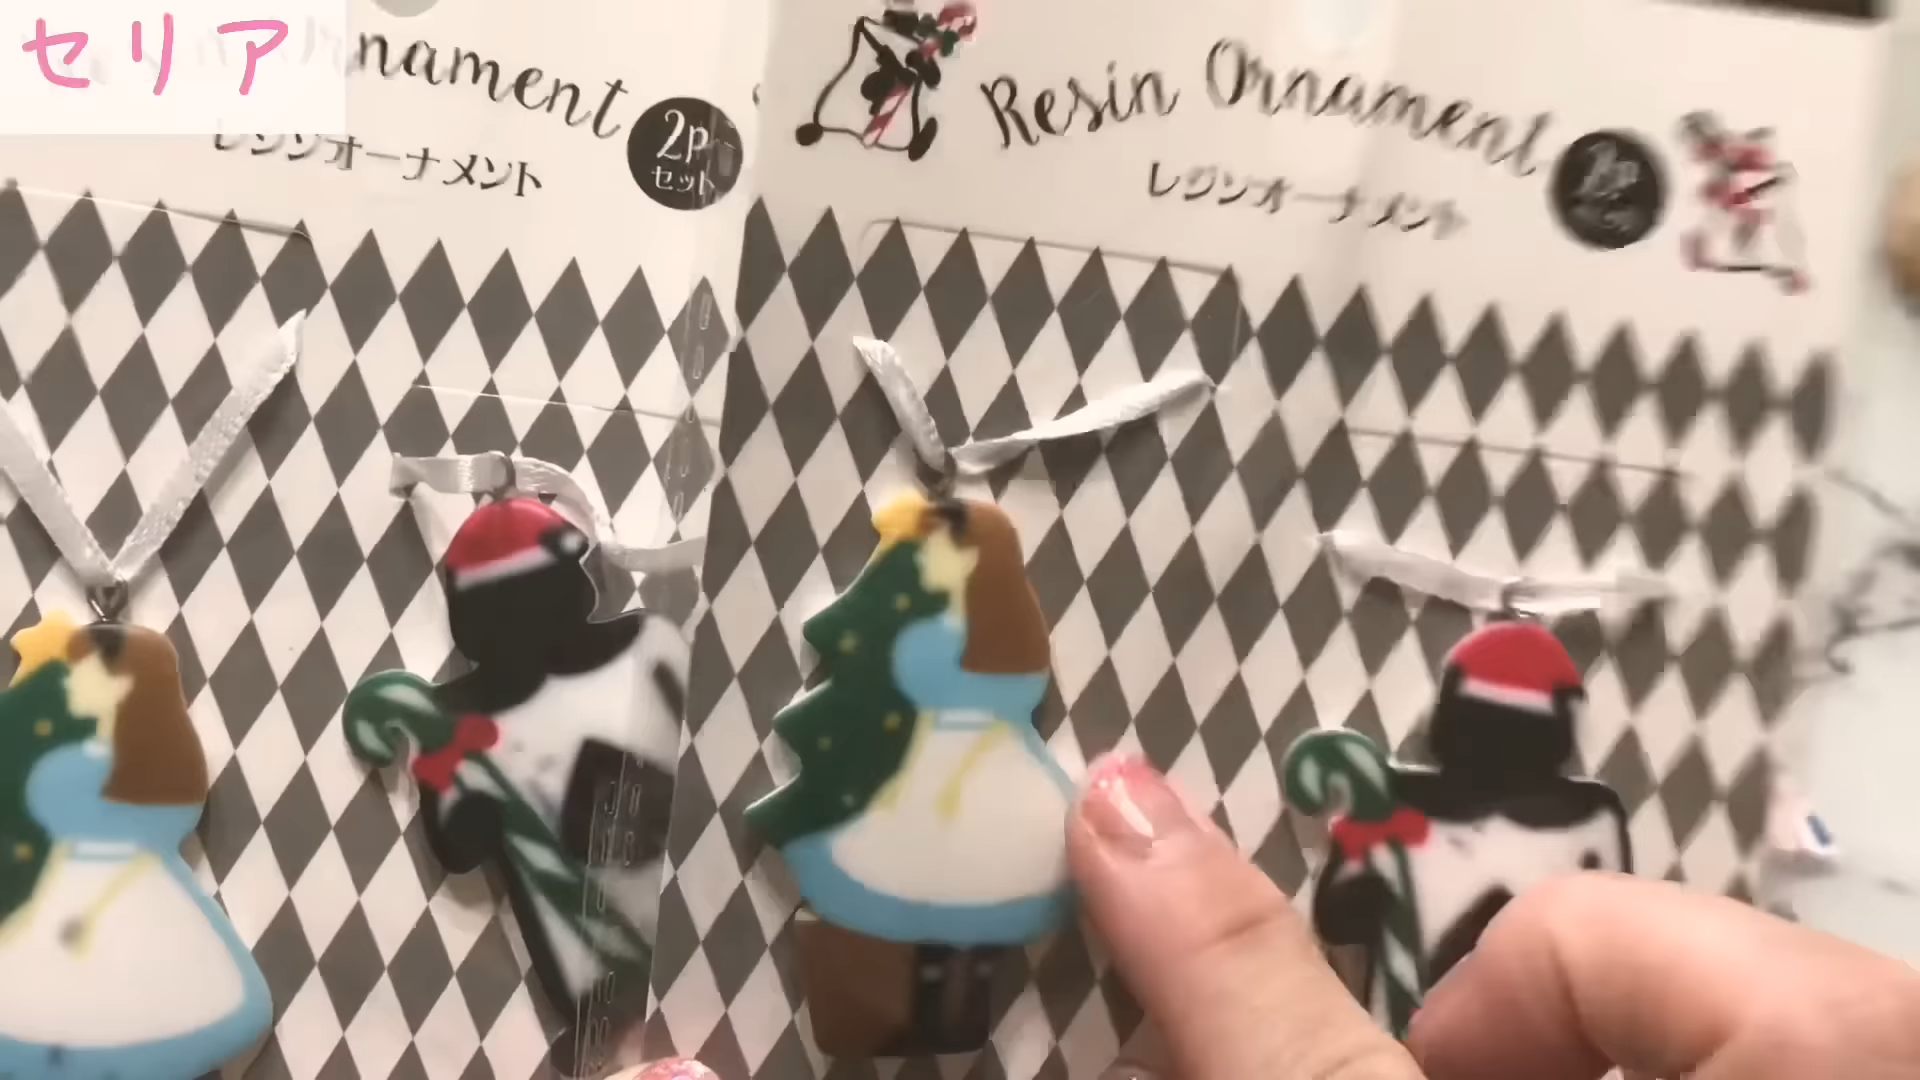 セリア
nament
レジンオーナメント
2P
セット
Resin Ornament
レジンオーナメント
2P